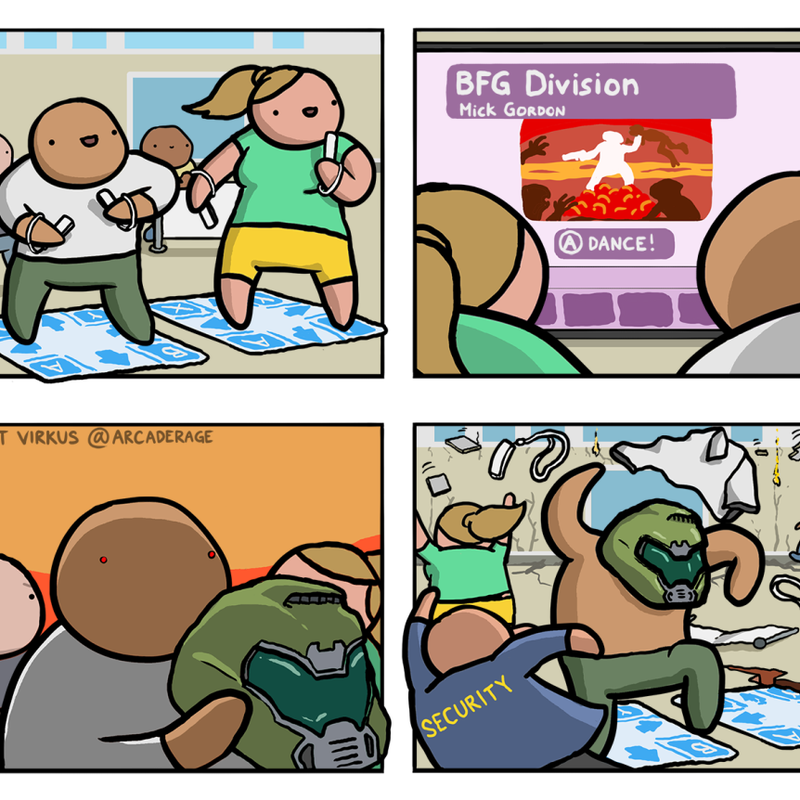 BFG Division
Mick Gordon
A DANCE!
T VIRKUS @ARCADERAGE
SECURITY
B
A
X
A
B
B